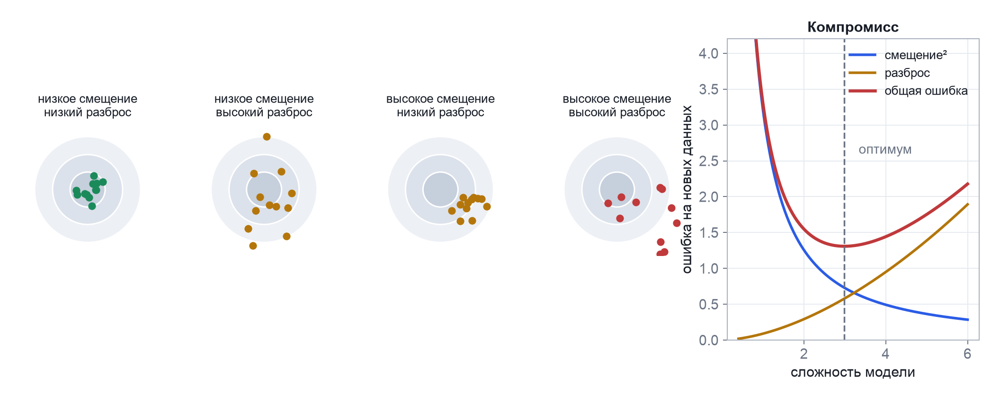 низкое смещение
низкий разброс
низкое смещение
высокий разброс
высокое смещение
низкий разброс
высокое смещение
высокий разброс
Компромисс
ошибка на новых данных
4.0
3.5
3.0
2.5
2.0
1.5
1.0
0.5
0.0
смещение²
разброс
общая ошибка
оптимум
2
4
6
сложность модели